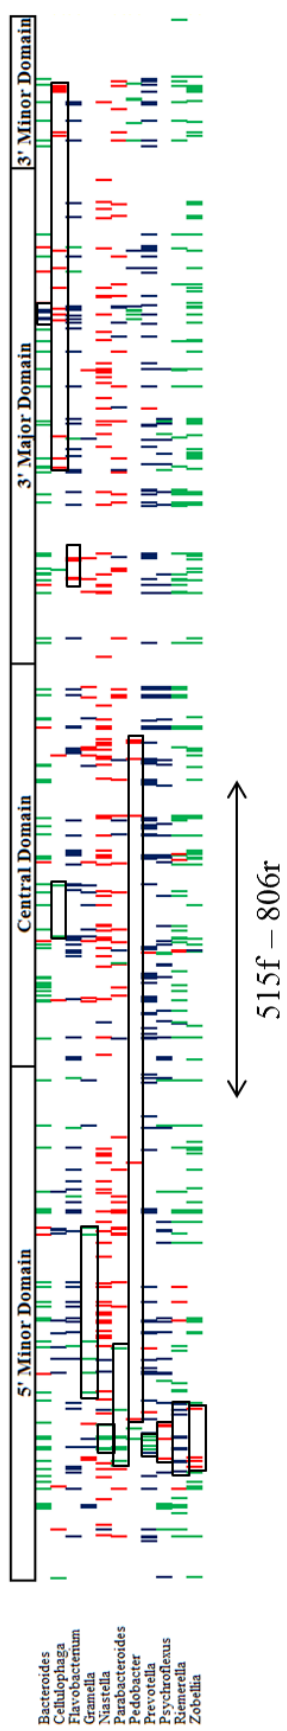 5' Minor Domain
Central Domain
3' Major Domain
3' Minor Domain
Bacteroides
Cellulophaga
Flavobacterium
Gramella
Niastella
Parabacteroides
Pedobacter
Prevotella
Psychroflexus
Riemerella
Zobellia
515f – 806r